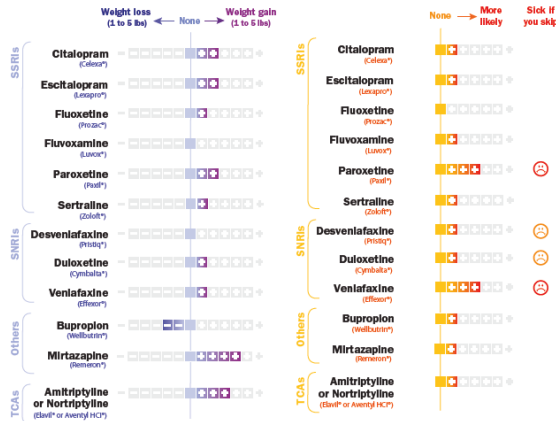 Weight loss
(1 to 5 lbs)
None
Weight gain
(1 to 5 lbs)
SSRIs
Citalopram
(Celexa®)
Escitalopram
(Lexapro®)
Fluoxetine
(Prozac®)
Fluvoxamine
(Luvox®)
Paroxetine
(Paxil®)
Sertraline
(Zoloft®)
SNRIs
Desvenlafaxine
(Pristiq®)
Duloxetine
(Cymbalta®)
Venlafaxine
(Effexor®)
Others
Bupropion
(Wellbutrin®)
Mirtazapine
(Remeron®)
TCAs
Amitriptyline
or Nortriptyline
(Elavil® or Aventyl HCl®)
None
More
likely
Sick if
you skip
SSRIs
Citalopram
(Celexa®)
Escitalopram
(Lexapro®)
Fluoxetine
(Prozac®)
Fluvoxamine
(Luvox®)
Paroxetine
(Paxil®)
Sertraline
(Zoloft®)
SNRIs
Desvenlafaxine
(Pristiq®)
Duloxetine
(Cymbalta®)
Venlafaxine
(Effexor®)
Others
Bupropion
(Wellbutrin®)
Mirtazapine
(Remeron®)
TCAs
Amitriptyline
or Nortriptyline
(Elavil® or Aventyl HCl®)